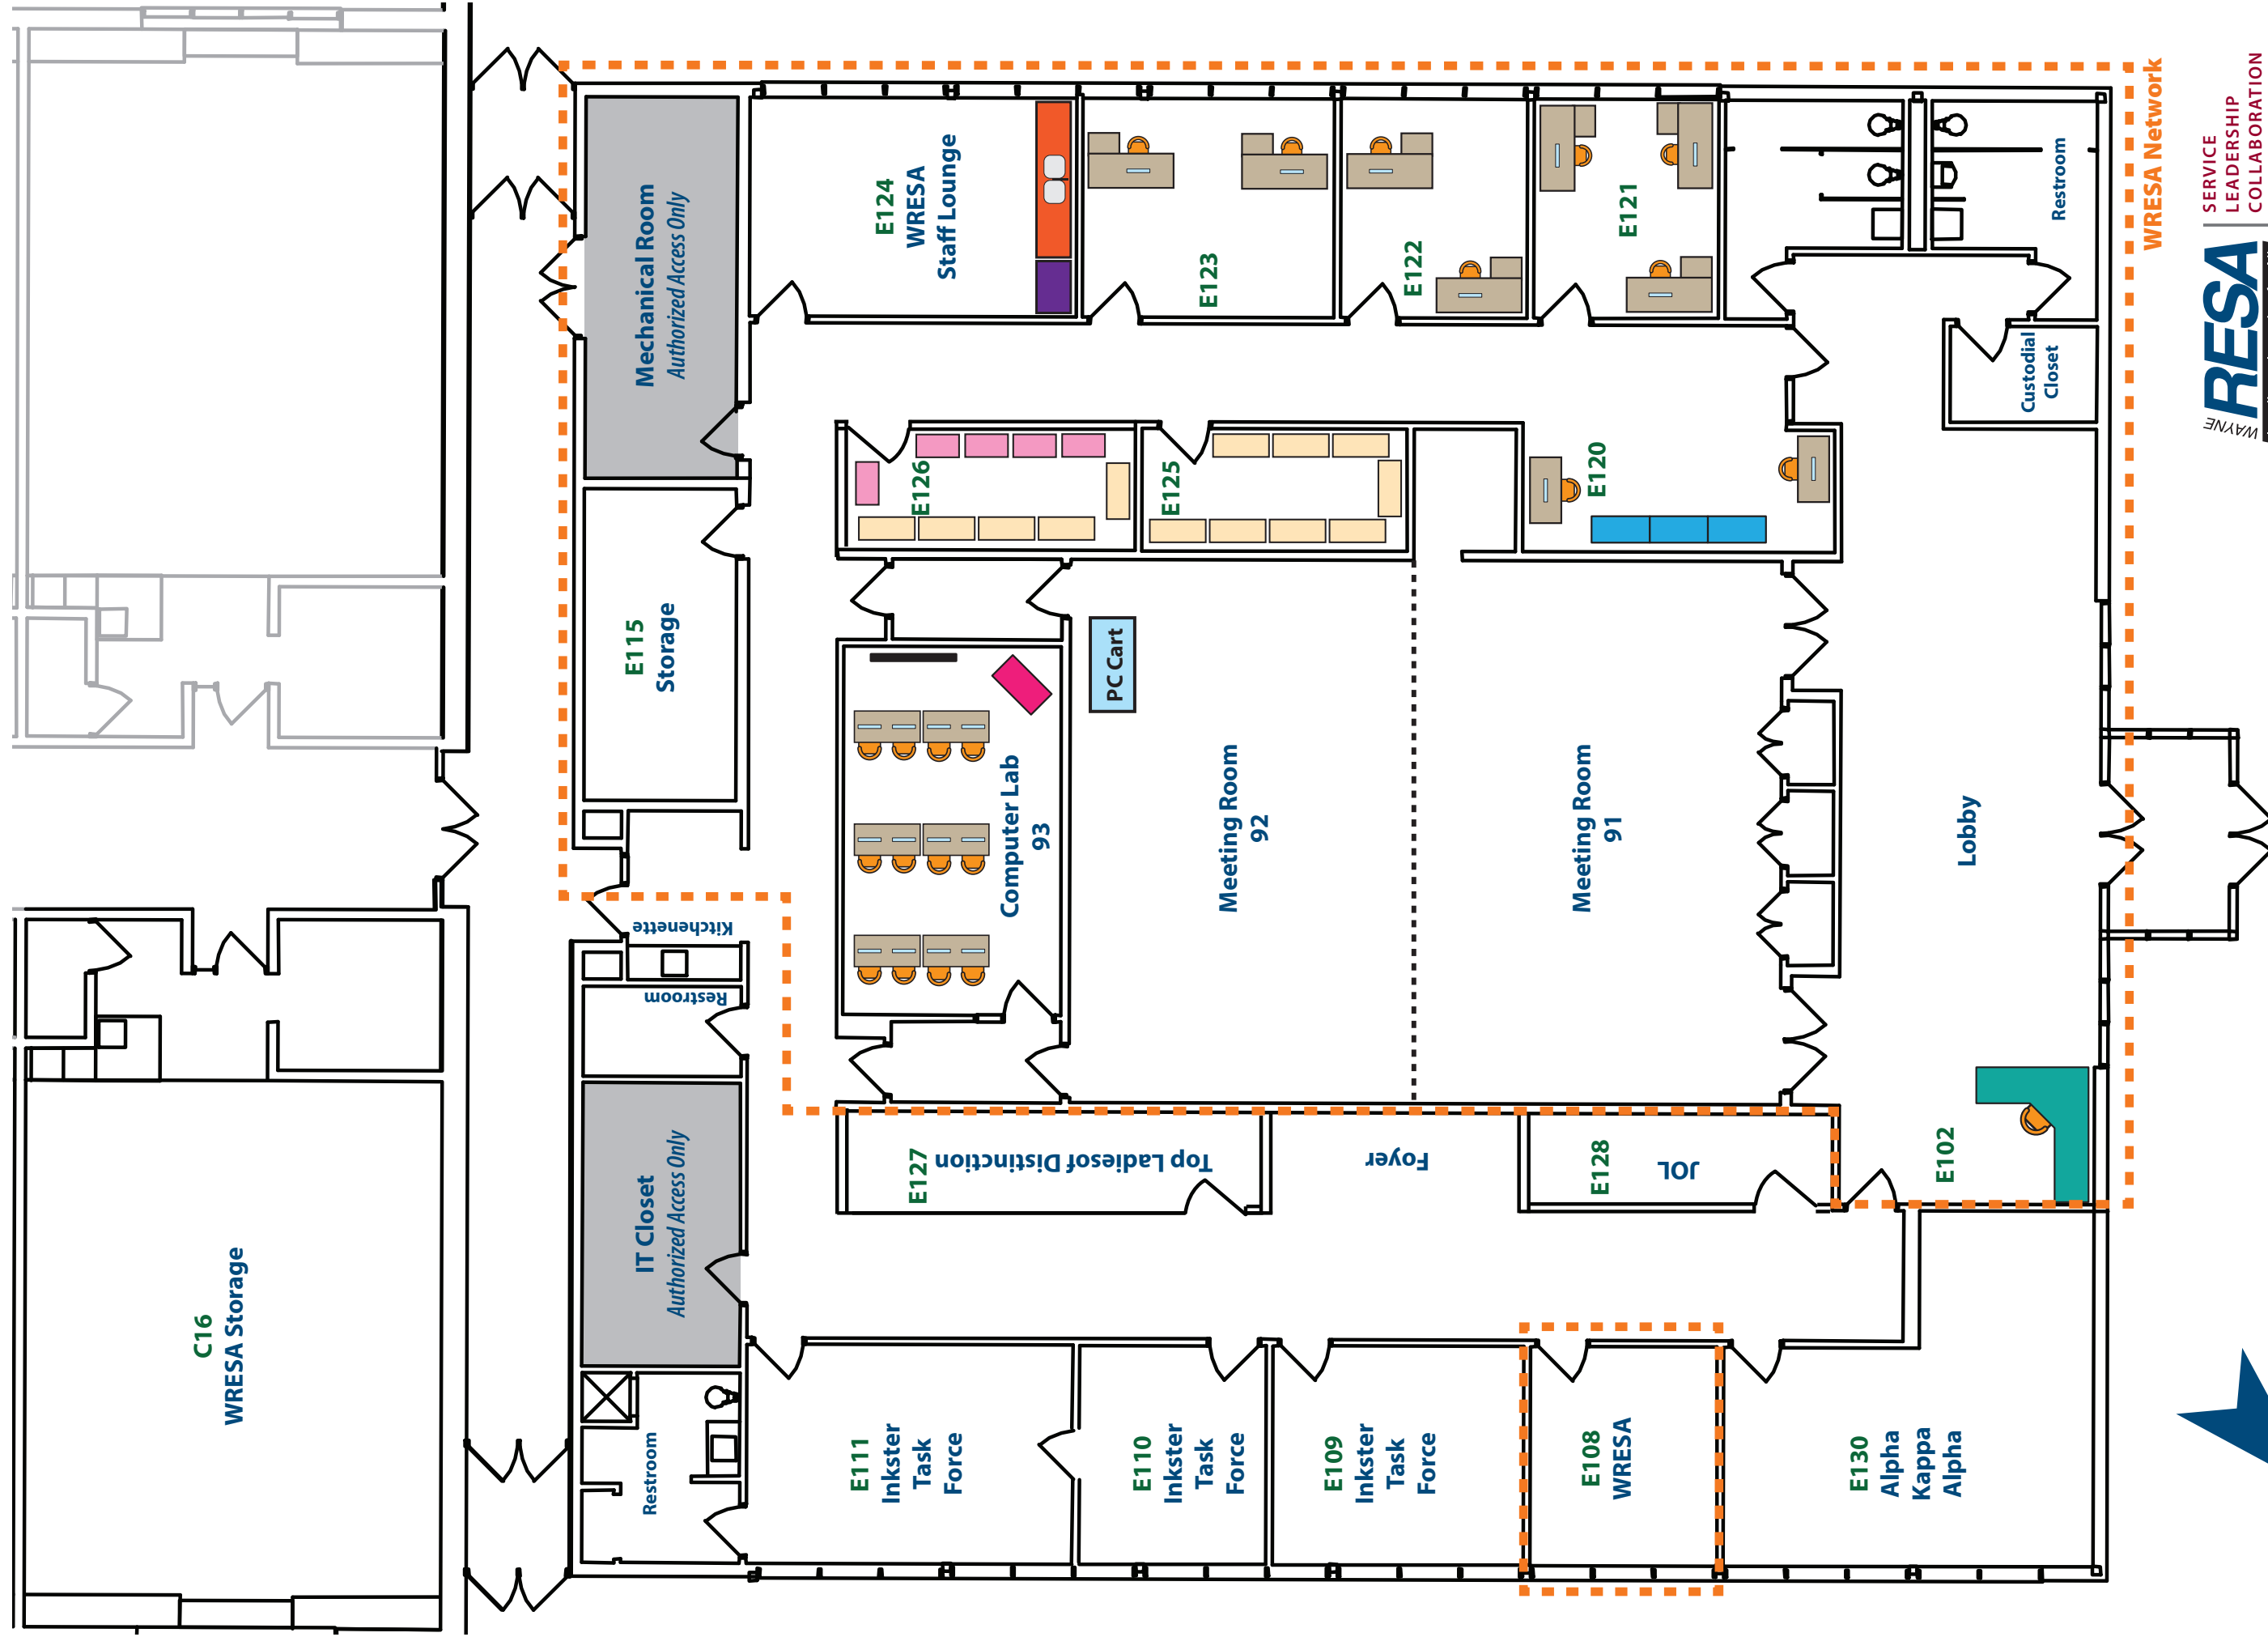 WRESA Network
SERVICE
LEADERSHIP
COLLABORATION
WAYNE
RESA
Mechanical Room
Authorized Access Only
E124
WRESA
Staff Lounge
E123
E122
E121
Restroom
Custodial
Closet
E126
E125
E120
E115
Storage
PC Cart
Computer Lab
93
Meeting Room
92
Meeting Room
91
Lobby
Kitchenette
Restroom
IT Closet
Authorized Access Only
E127
Top Ladiesof Distinction
Foyer
E128
JOL
E102
C16
WRESA Storage
Restroom
E111
Inkster
Task
Force
E110
Inkster
Task
Force
E109
Inkster
Task
Force
E108
WRESA
E130
Alpha
Kappa
Alpha